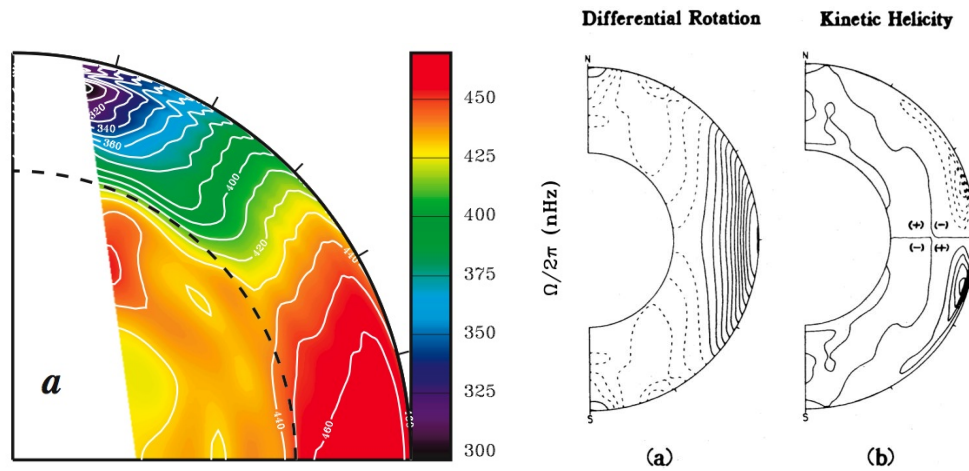 320
340
360
400
420
440
440
460
a
450
425
400
375
350
325
300
Ω/2π (nHz)
Differential Rotation
N
S
(a)
Kinetic Helicity
N
(+) (-)
(-) (+)
S
(b)